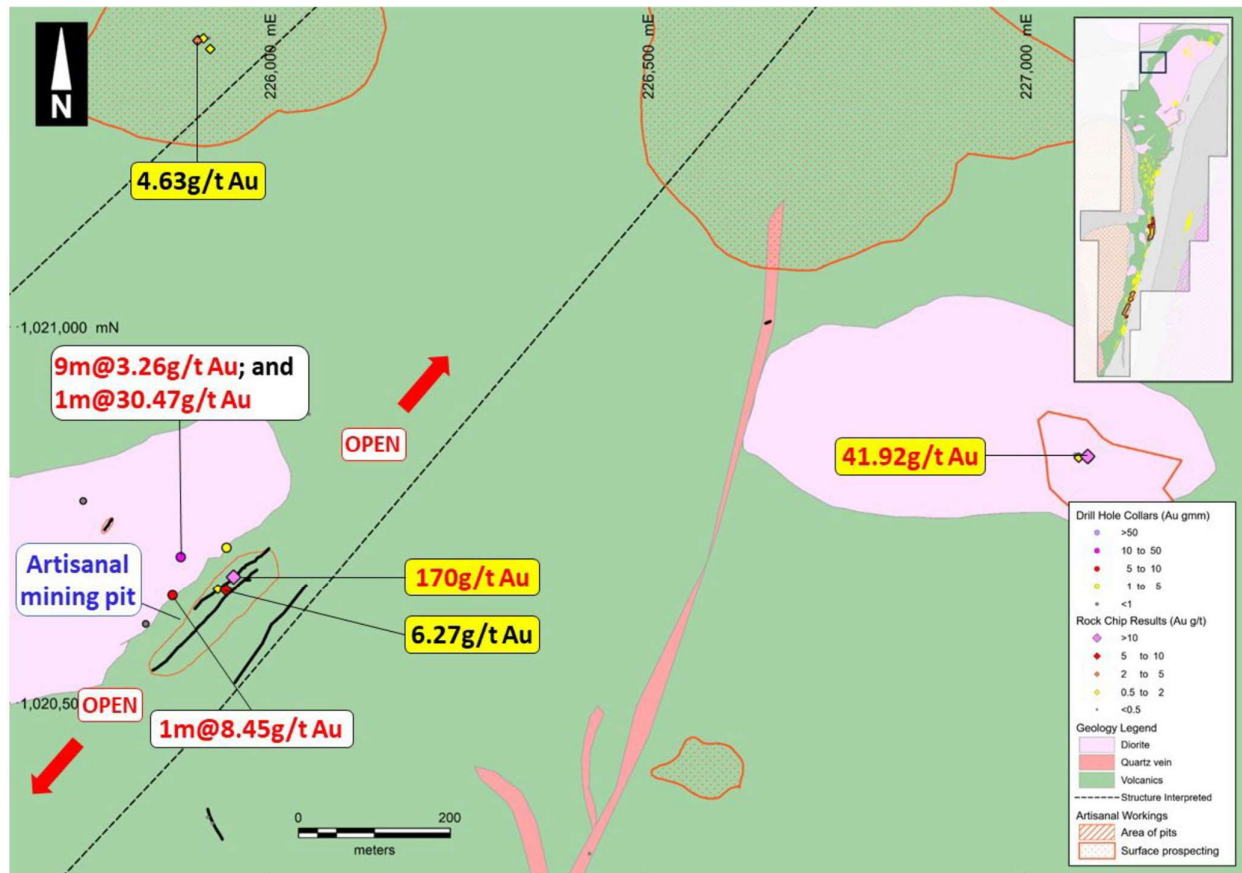 N
226,000 mE
226,500 mE
227,000 mE
4.63g/t Au
1,021,000 mN
9m@3.26g/t Au; and
1m@30.47g/t Au
OPEN
41.92g/t Au
Artisanal
mining pit
170g/t Au
6.27g/t Au
1,020,50
OPEN
1m@8.45g/t Au
0 200
meters
Drill Hole Collars (Au gmm)
>50
10 to 50
5 to 10
1 to 5
<1
Rock Chip Results (Au g/t)
>10
5 to 10
2 to 5
0.5 to 2
<0.5
Geology Legend
Diorite
Quartz vein
Volcanics
Structure Interpreted
Artisanal Workings
Area of pits
Surface prospecting